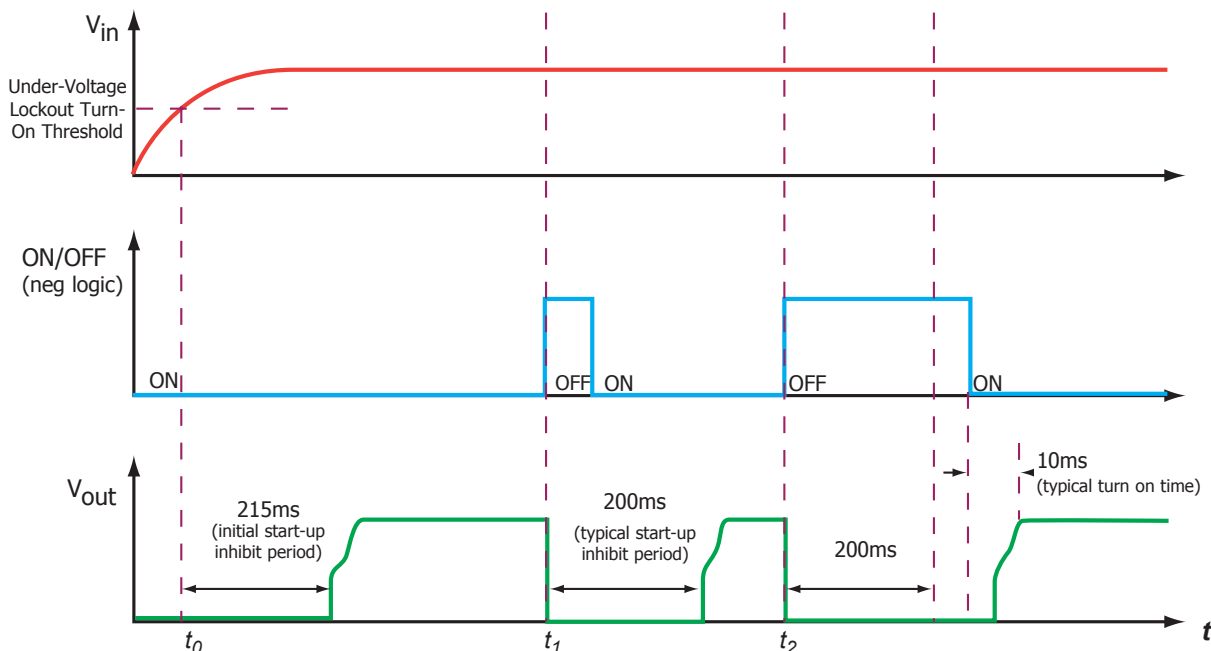 Vin
Under-Voltage
Lockout Turn-
On Threshold
ON/OFF
(neg logic)
ON
OFF
ON
OFF
ON
Vout
215ms
(initial start-up
inhibit period)
200ms
(typical start-up
inhibit period)
200ms
10ms
(typical turn on time)
t0
t1
t2
t